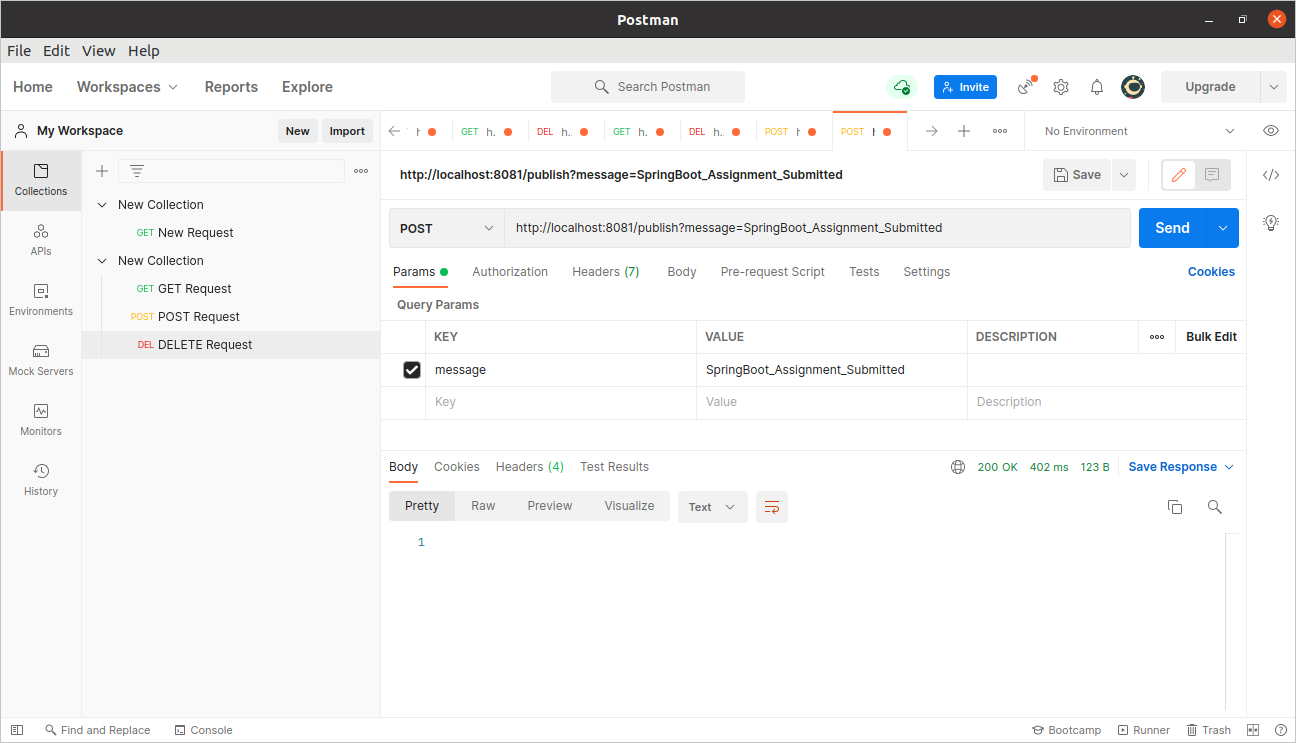 Postman
File Edit View Help
Home Workspaces Reports Explore Search Postman Invite Upgrade
My Workspace New Import
GET h. DEL h. GET h. DEL h. POST POST No Environment
Collections
APIs
Environments
Mock Servers
Monitors
History
New Collection
GET New Request
New Collection
GET GET Request
POST POST Request
DEL DELETE Request
http://localhost:8081/publish?message=SpringBoot_Assignment_Submitted Save
POST http://localhost:8081/publish?message=SpringBoot_Assignment_Submitted Send
Params Authorization Headers (7) Body Pre-request Script Tests Settings Cookies
Query Params
KEY VALUE DESCRIPTION Bulk Edit
message SpringBoot_Assignment_Submitted
Key Value Description
Body Cookies Headers (4) Test Results 200 OK 402 ms 123 B Save Response
Pretty Raw Preview Visualize Text
1
Find and Replace Console Bootcamp Runner Trash